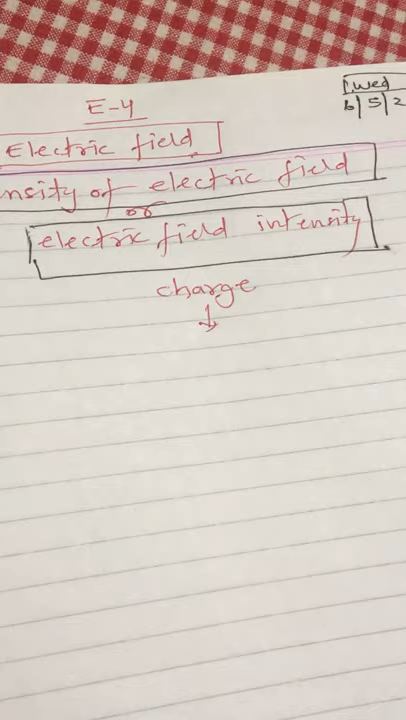 E-4
Wed
6/5/2
Electric field
nsity of electric field
or
electric field intensity
charge